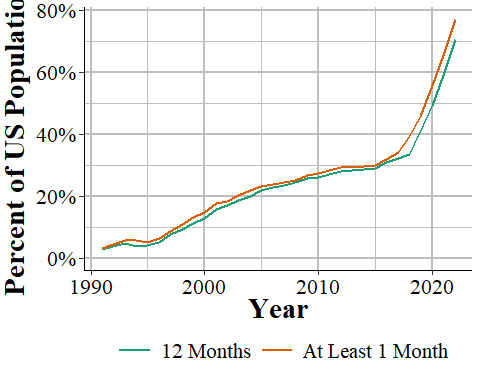 Percent of US Populatio
80%
60%
40%
20%
0%
1990 2000 2010 2020
Year
12 Months At Least 1 Month